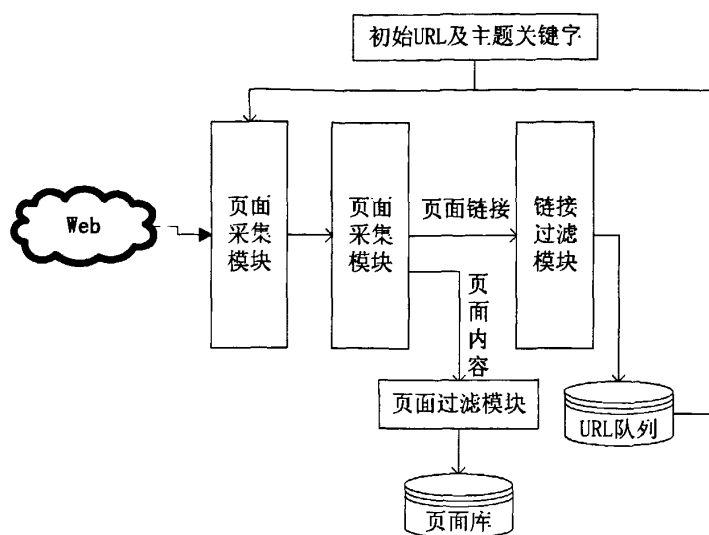 初始URL及主题关键字
Web
页面
采集
模块
页面
采集
模块
页面链接
链接
过滤
模块
页
面
内
容
页面过滤模块
URL队列
页面库